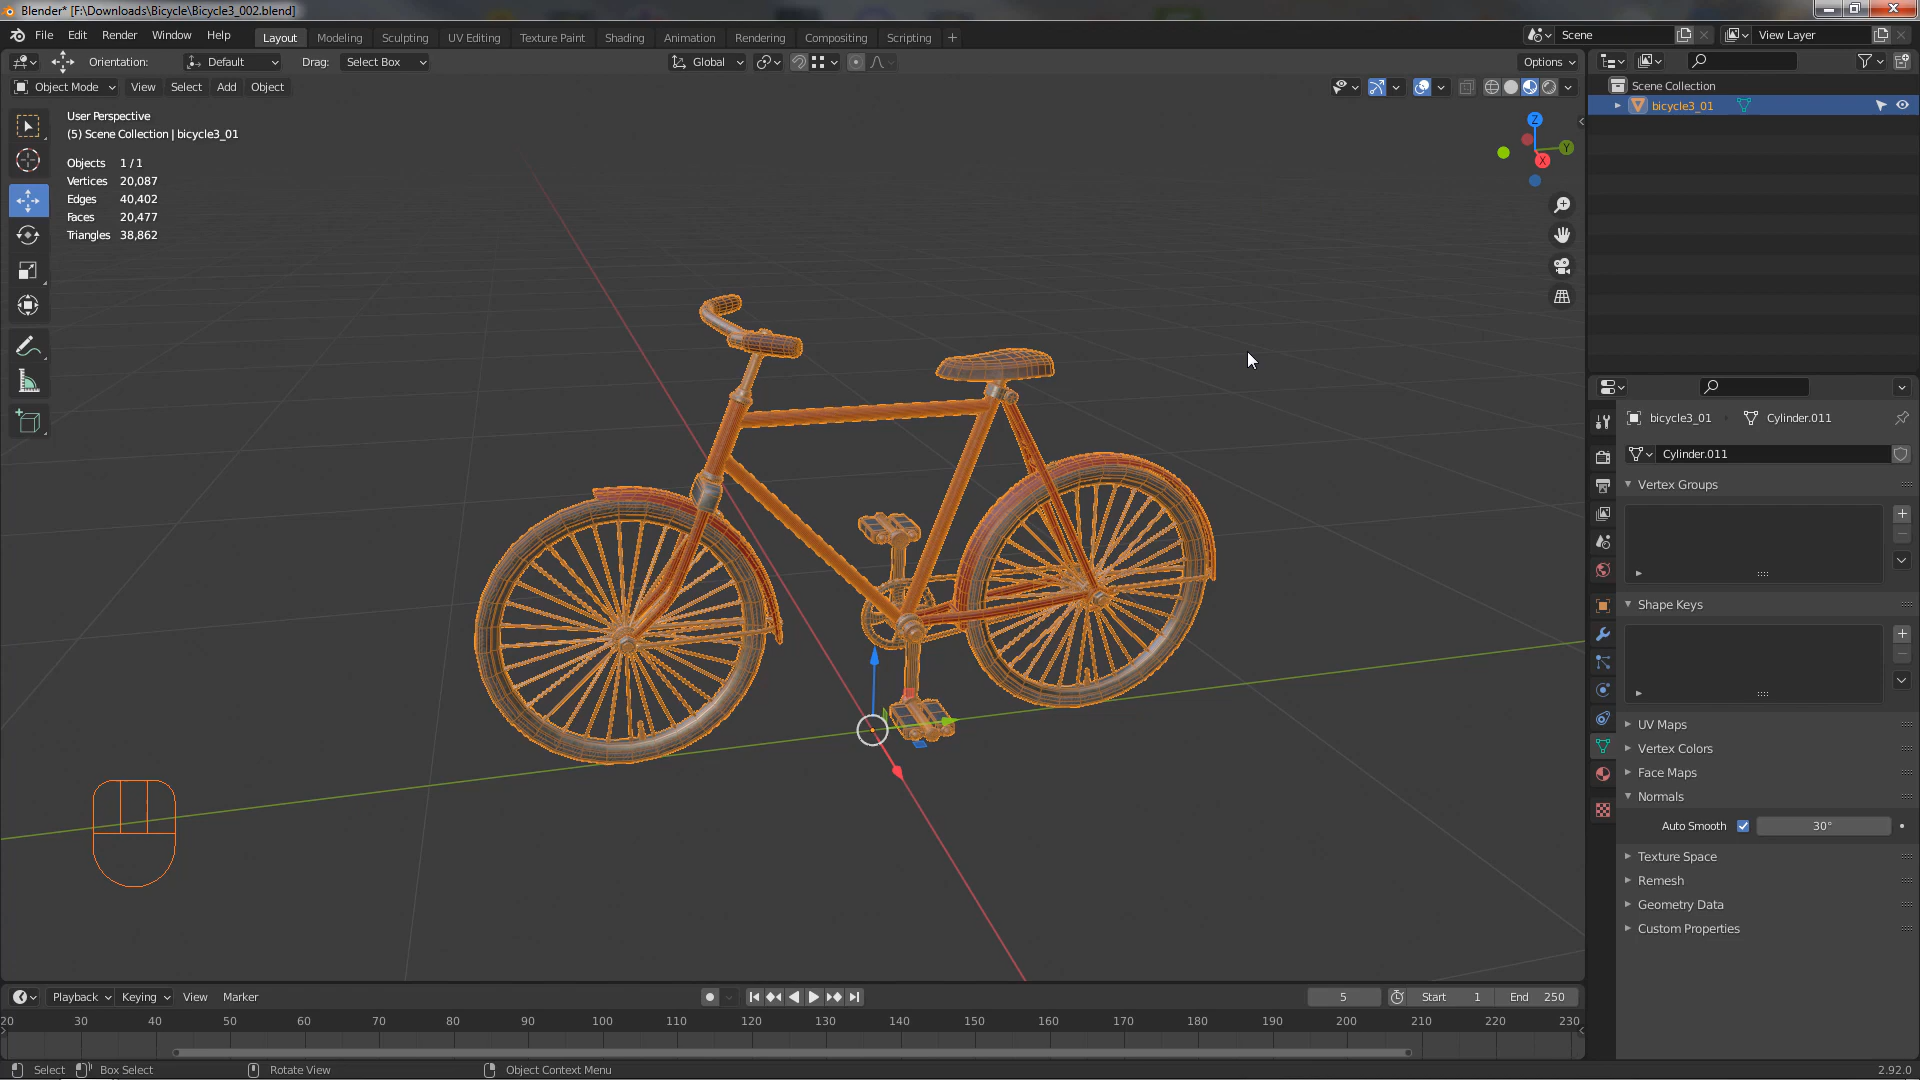 Blender* [F:\Downloads\Bicycle\Bicycle3_002.blend]
File Edit Render Window Help
Layout Modeling Sculpting UV Editing Texture Paint Shading Animation Rendering Compositing Scripting +
Scene
View Layer
Orientation: Default Drag: Select Box
Global
Options
Object Mode View Select Add Object
User Perspective
(5) Scene Collection | bicycle3_01
Objects 1 / 1
Vertices 20,087
Edges 40,402
Faces 20,477
Triangles 38,862
Z
Y
X
Scene Collection
bicycle3_01
bicycle3_01 Cylinder.011
Cylinder.011
Vertex Groups
Shape Keys
UV Maps
Vertex Colors
Face Maps
Normals
Auto Smooth 30°
Texture Space
Remesh
Geometry Data
Custom Properties
Playback Keying View Marker
5 Start 1 End 250
20 30 40 50 60 70 80 90 100 110 120 130 140 150 160 170 180 190 200 210 220 230
Select Box Select Rotate View Object Context Menu 2.92.0